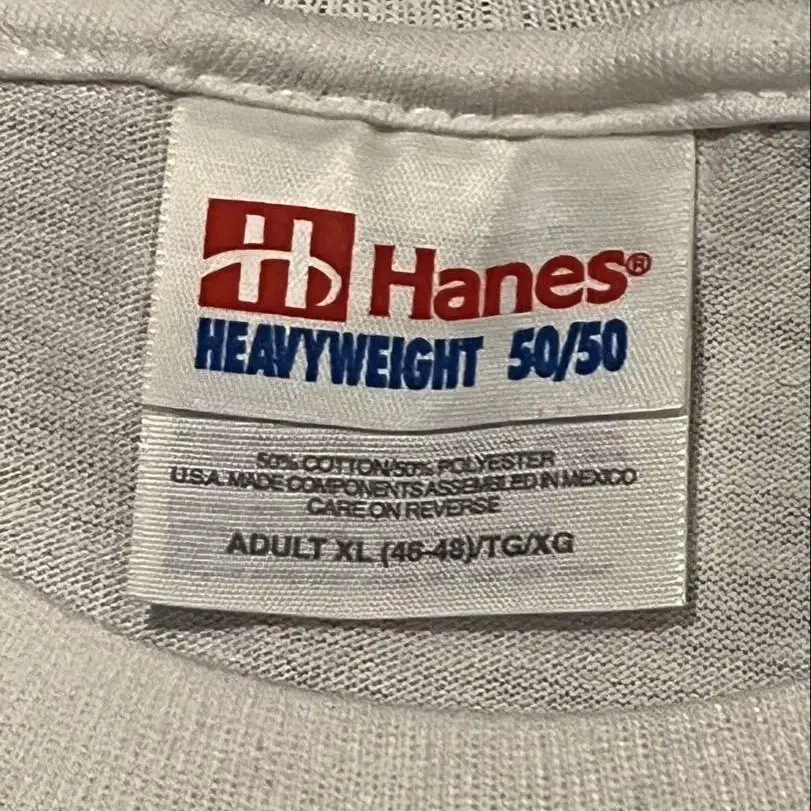 H Hanes®
HEAVYWEIGHT 50/50
50% COTTON/50% POLYESTER
U.S.A. MADE COMPONENTS ASSEMBLED IN MEXICO
CARE ON REVERSE
ADULT XL (46-48)/TG/XG